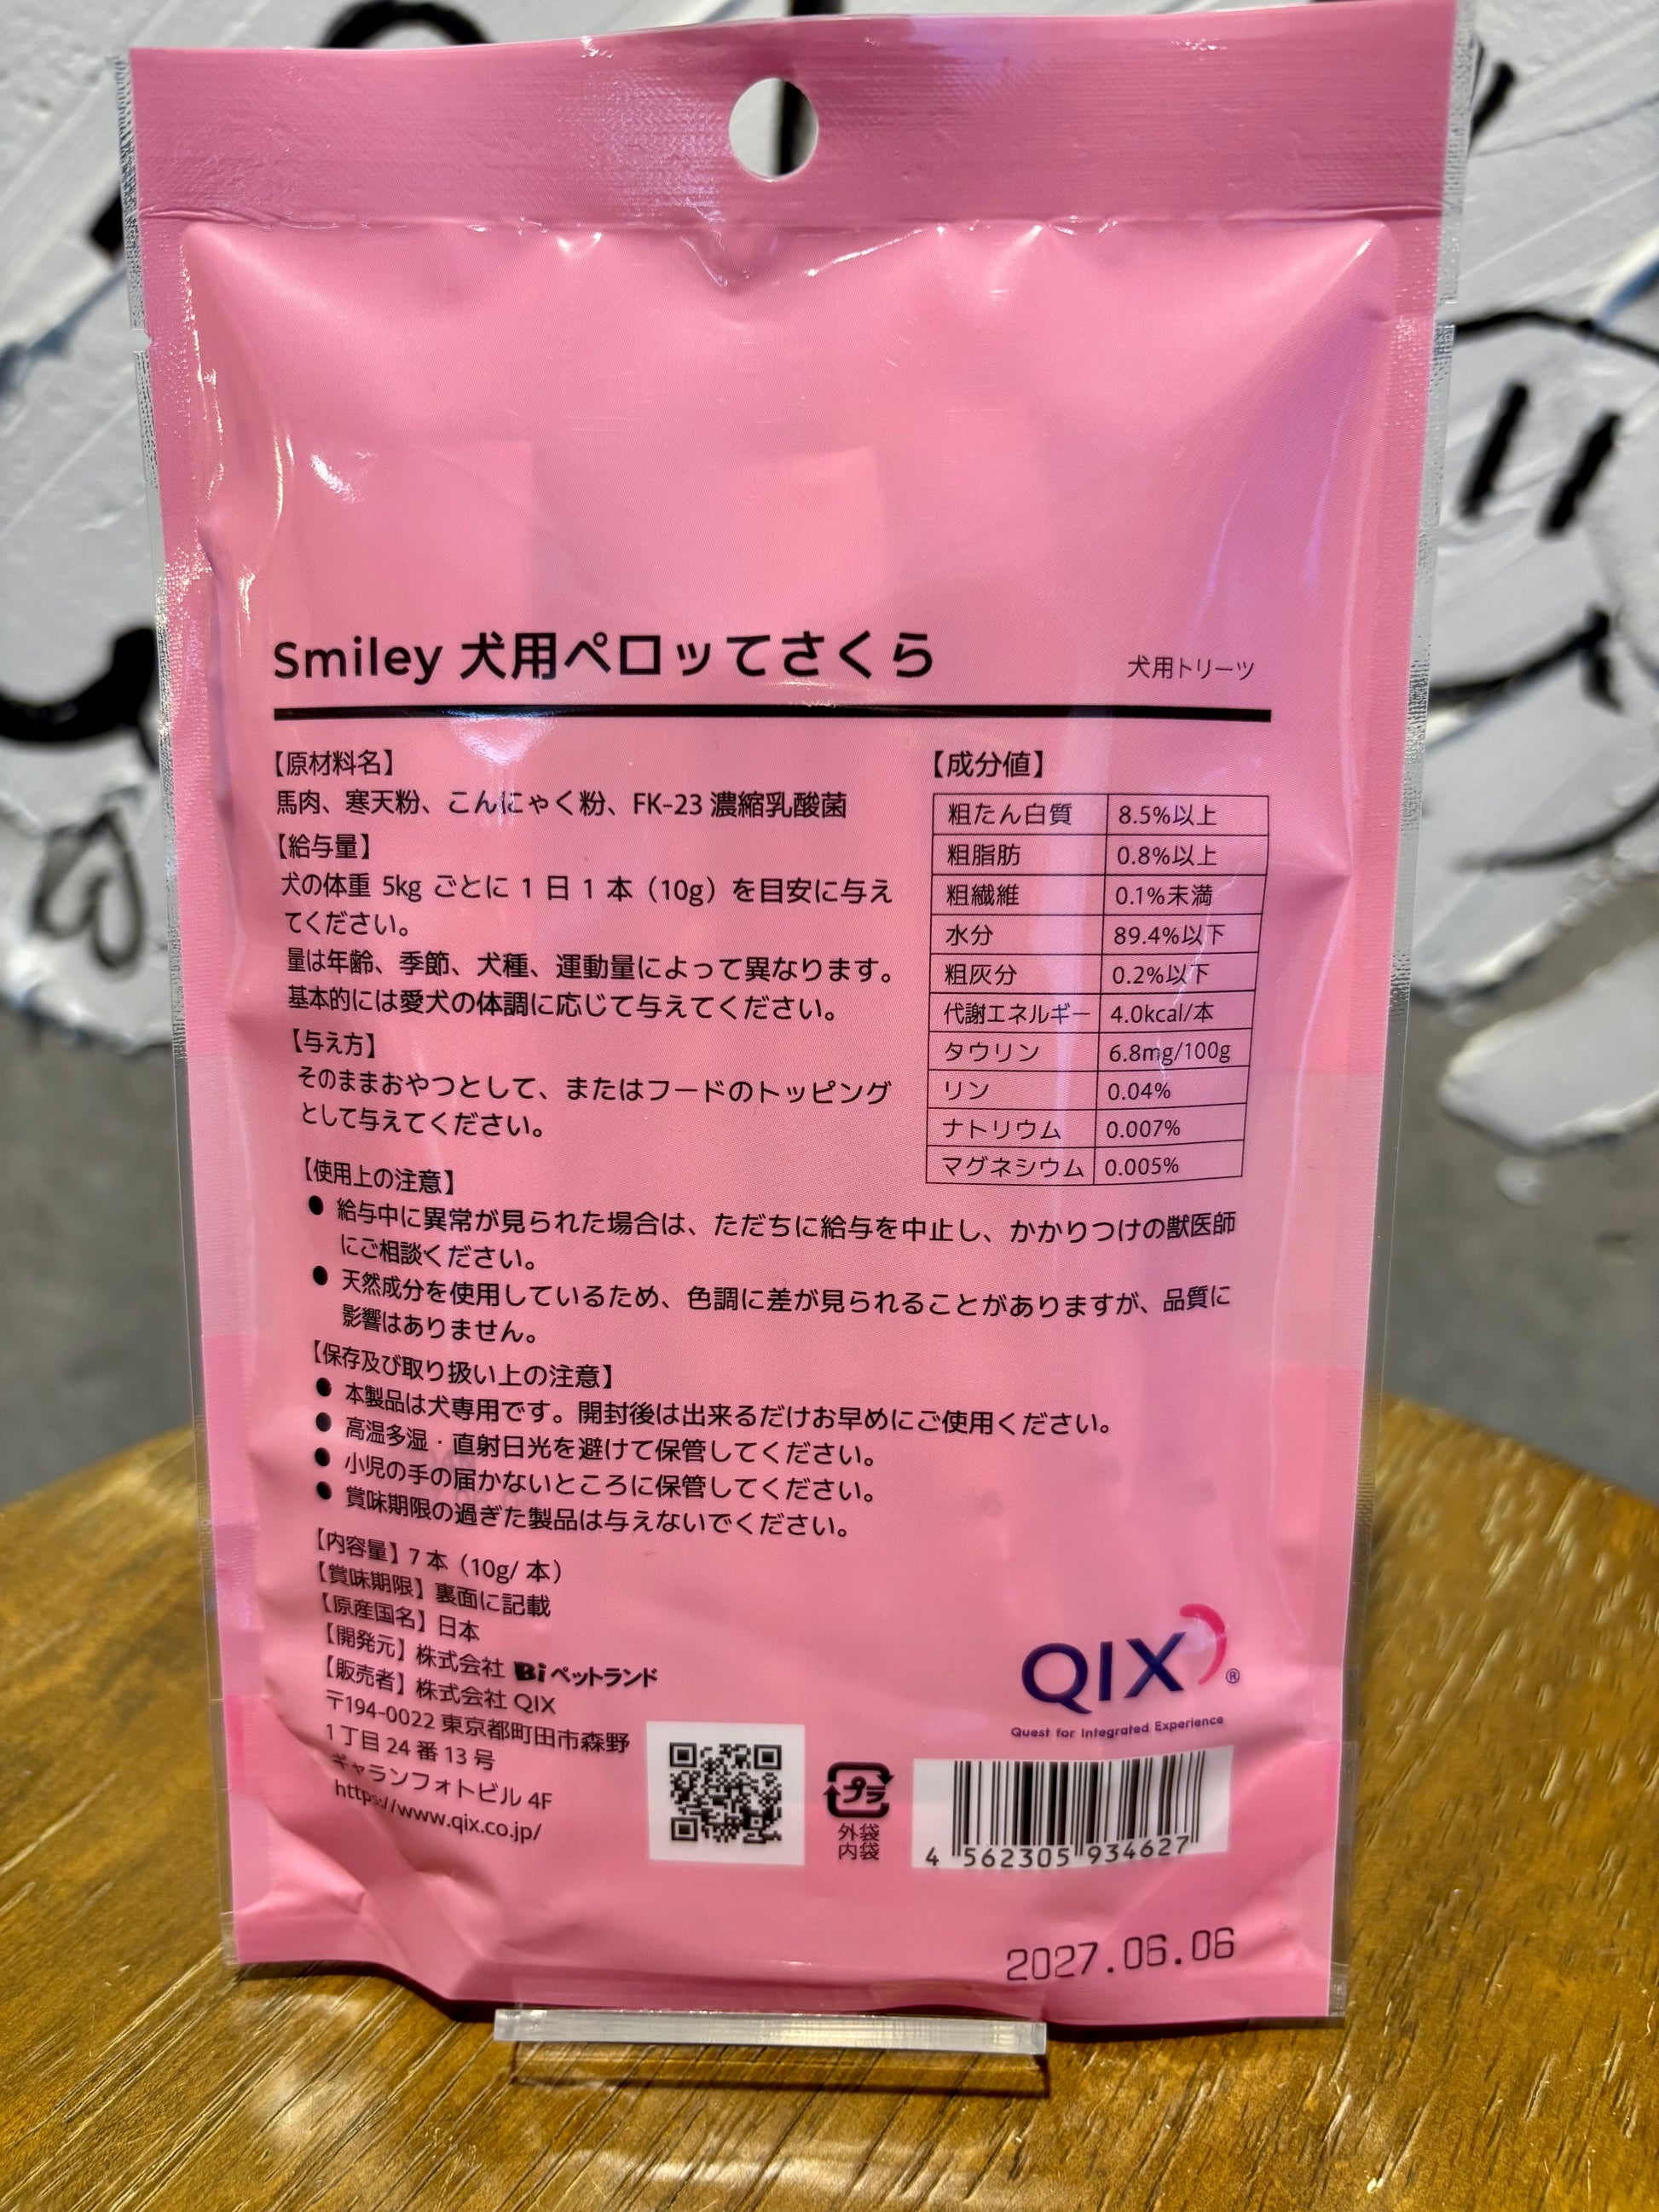 Smiley 犬用ペロッてさくら
犬用トリーツ
【原材料名】
馬肉、寒天粉、こんにゃく粉、FK-23 濃縮乳酸菌
【給与量】
犬の体重 5kg ごとに 1 日 1 本（10g）を目安に与え
てください。
量は年齢、季節、犬種、運動量によって異なります。
基本的には愛犬の体調に応じて与えてください。
【与え方】
そのままおやつとして、またはフードのトッピング
として与えてください。
【成分値】
粗たん白質 8.5%以上
粗脂肪 0.8%以上
粗繊維 0.1%未満
水分 89.4%以下
粗灰分 0.2%以下
代謝エネルギー 4.0kcal/本
タウリン 6.8mg/100g
リン 0.04%
ナトリウム 0.007%
マグネシウム 0.005%
【使用上の注意】
● 給与中に異常が見られた場合は、ただちに給与を中止し、かかりつけの獣医師
にご相談ください。
● 天然成分を使用しているため、色調に差が見られることがありますが、品質に
影響はありません。
【保存及び取り扱い上の注意】
● 本製品は犬専用です。開封後は出来るだけお早めにご使用ください。
● 高温多湿・直射日光を避けて保管してください。
● 小児の手の届かないところに保管してください。
● 賞味期限の過ぎた製品は与えないでください。
【内容量】7 本（10g/ 本）
【賞味期限】裏面に記載
【原産国名】日本
【開発元】株式会社 Bi ペットランド
【販売者】株式会社 QIX
〒194-0022 東京都町田市森野
1 丁目 24 番 13 号
ギャランフォトビル 4F
https://www.qix.co.jp/
QIX ®
Quest for Integrated Experience
プラ
外袋
内袋
4 562305 934627
2027.06.06